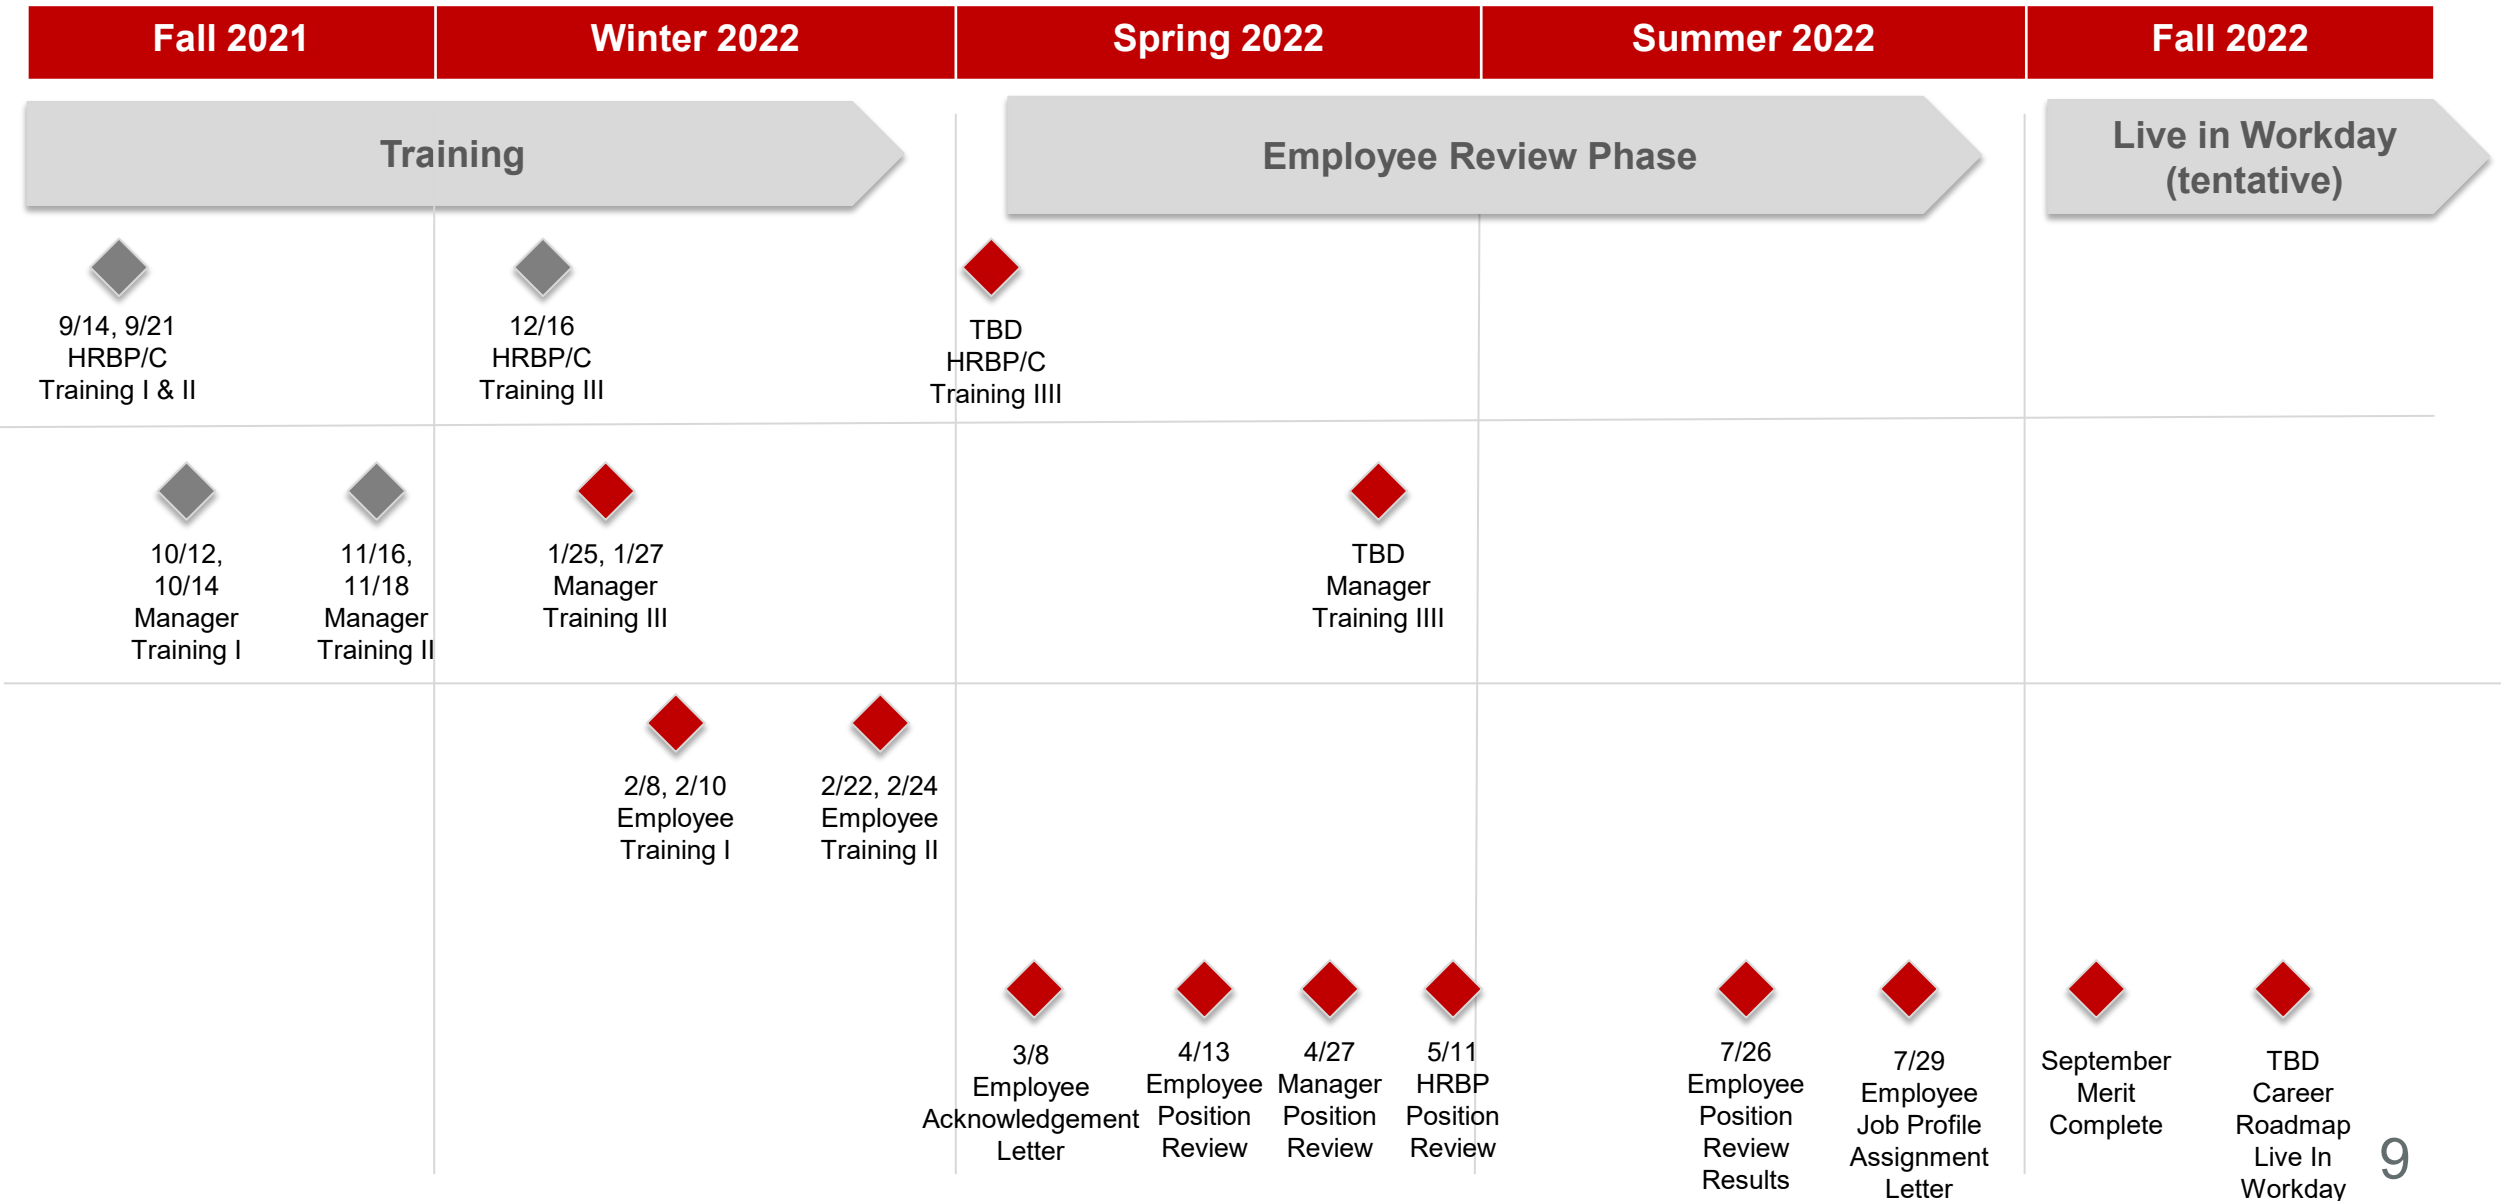 Fall 2021
Winter 2022
Spring 2022
Summer 2022
Fall 2022
Training
Employee Review Phase
Live in Workday
(tentative)
9/14, 9/21
HRBP/C
Training I & II
12/16
HRBP/C
Training III
TBD
HRBP/C
Training IIII
10/12,
10/14
Manager
Training I
11/16,
11/18
Manager
Training II
1/25, 1/27
Manager
Training III
TBD
Manager
Training IIII
2/8, 2/10
Employee
Training I
2/22, 2/24
Employee
Training II
3/8
Employee
Acknowledgement
Letter
4/13
Employee
Position
Review
4/27
Manager
Position
Review
5/11
HRBP
Position
Review
7/26
Employee
Position
Review
Results
7/29
Employee
Job Profile
Assignment
Letter
September
Merit
Complete
TBD
Career
Roadmap
Live In
Workday
9